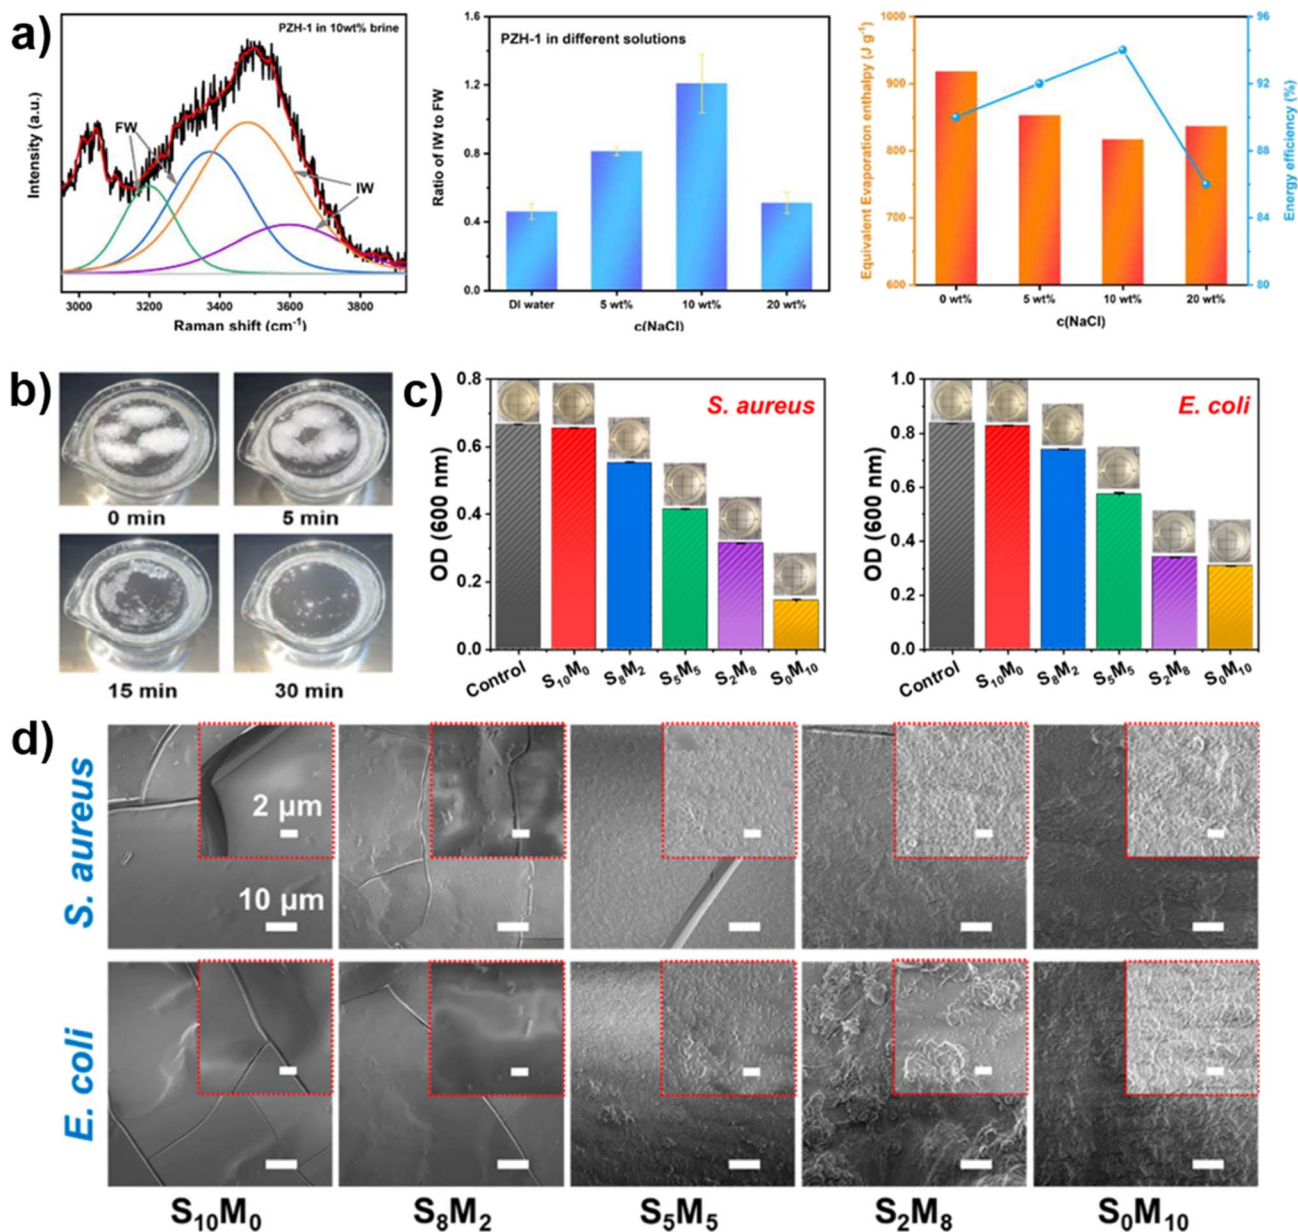 a)
PZH-1 in 10wt% brine
FW
IW
Intensity (a.u.)
3000 3200 3400 3600 3800
Raman shift (cm⁻¹)
PZH-1 in different solutions
Ratio of IW to FW
1.6
1.2
0.8
0.4
0.0
DI water 5 wt% 10 wt% 20 wt%
c(NaCl)
Equivalent Evaporation enthalpy (J g⁻¹)
1000
900
800
700
600
0 wt% 5 wt% 10 wt% 20 wt%
c(NaCl)
96
92
88
84
80
Energy efficiency (%)
b)
0 min 5 min
15 min 30 min
c)
S. aureus
OD (600 nm)
0.8
0.6
0.4
0.2
0.0
Control S₁₀M₀ S₈M₂ S₅M₅ S₂M₈ S₀M₁₀
E. coli
OD (600 nm)
1.0
0.8
0.6
0.4
0.2
0.0
Control S₁₀M₀ S₈M₂ S₅M₅ S₂M₈ S₀M₁₀
d)
S. aureus
2 μm
10 μm
E. coli
S₁₀M₀ S₈M₂ S₅M₅ S₂M₈ S₀M₁₀